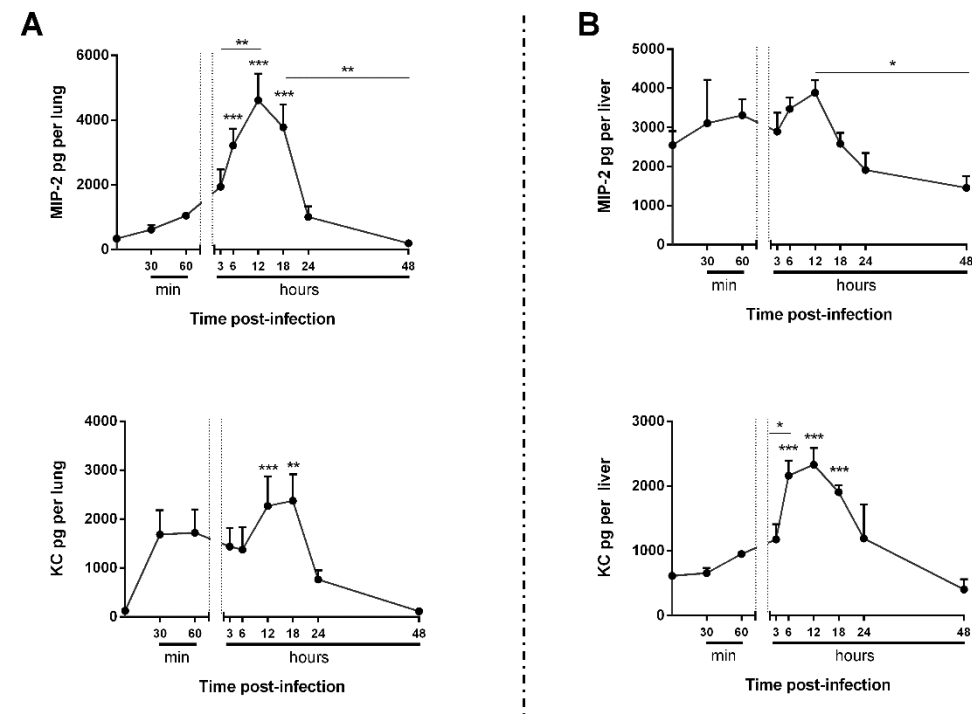 A
MIP-2 pg per lung
6000
4000
2000
0
**
***
***
***
**
30 60 3 6 12 18 24 48
min hours
Time post-infection
B
MIP-2 pg per liver
5000
4000
3000
2000
1000
0
*
30 60 3 6 12 18 24 48
min hours
Time post-infection
KC pg per lung
4000
3000
2000
1000
0
*** **
30 60 3 6 12 18 24 48
min hours
Time post-infection
KC pg per liver
3000
2000
1000
0
*
***
***
***
30 60 3 6 12 18 24 48
min hours
Time post-infection